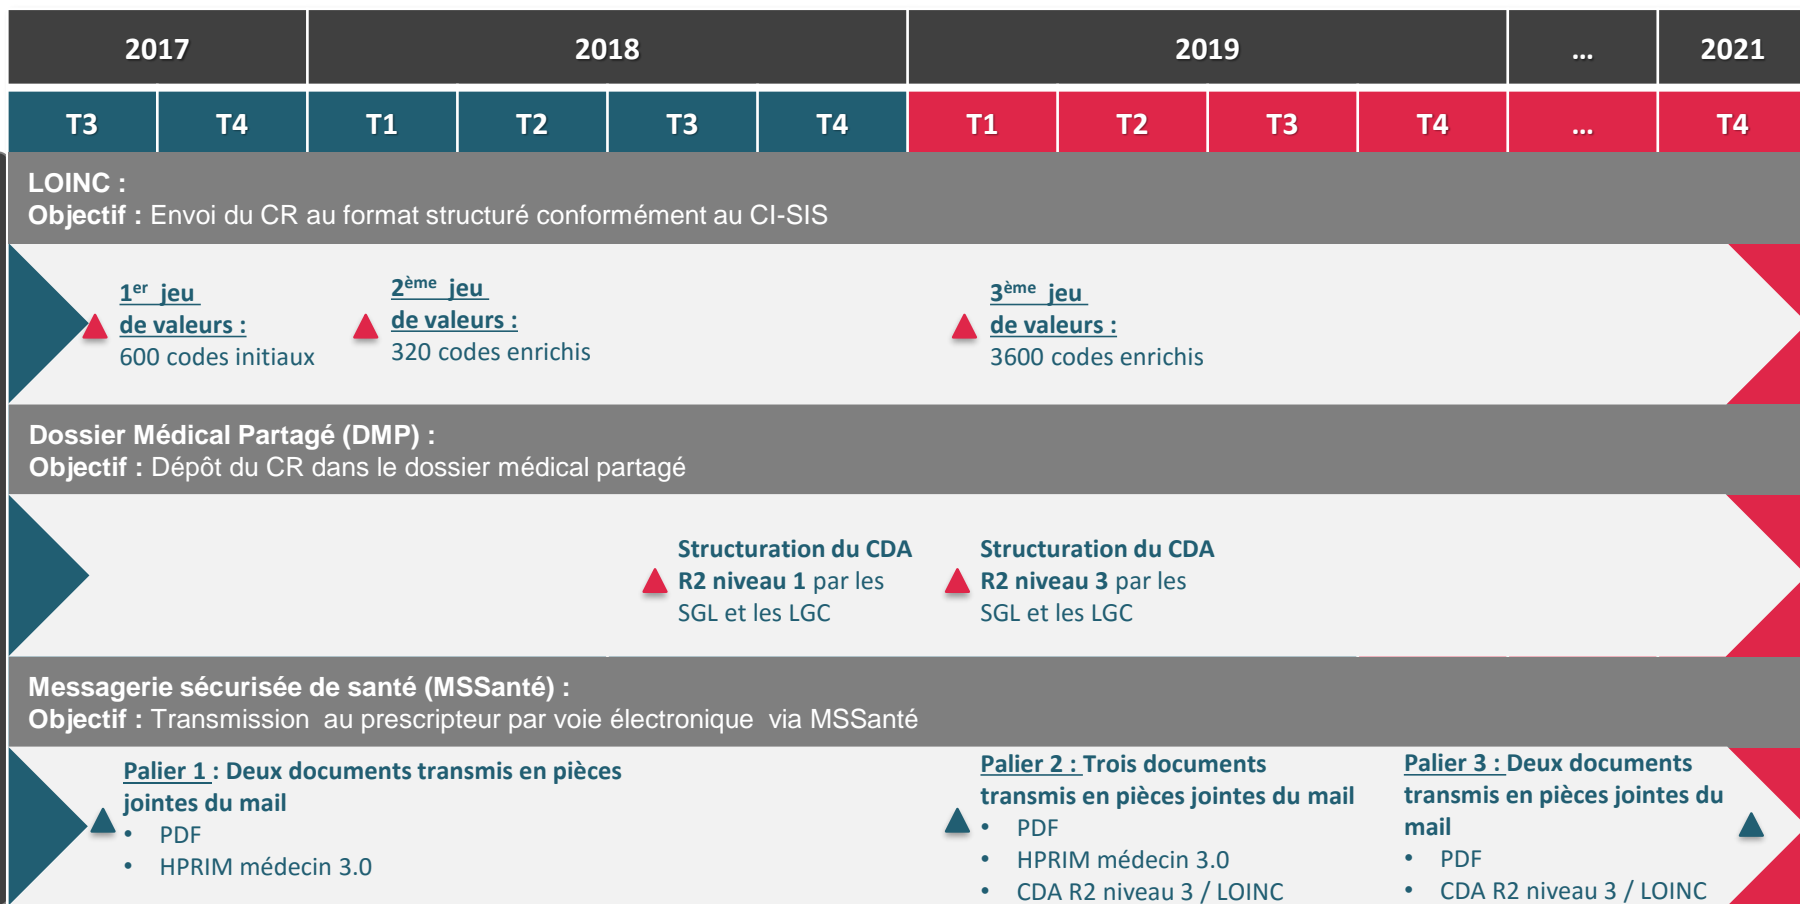 2017 2018 2019 ... 2021
T3 T4 T1 T2 T3 T4 T1 T2 T3 T4 ... T4
LOINC :
Objectif : Envoi du CR au format structuré conformément au CI-SIS
1er jeu
de valeurs :
600 codes initiaux
2ème jeu
de valeurs :
320 codes enrichis
3ème jeu
de valeurs :
3600 codes enrichis
Dossier Médical Partagé (DMP) :
Objectif : Dépôt du CR dans le dossier médical partagé
Structuration du CDA
R2 niveau 1 par les
SGL et les LGC
Structuration du CDA
R2 niveau 3 par les
SGL et les LGC
Messagerie sécurisée de santé (MSSanté) :
Objectif : Transmission au prescripteur par voie électronique via MSSanté
Palier 1 : Deux documents transmis en pièces
jointes du mail
• PDF
• HPRIM médecin 3.0
Palier 2 : Trois documents
transmis en pièces jointes du mail
• PDF
• HPRIM médecin 3.0
• CDA R2 niveau 3 / LOINC
Palier 3 : Deux documents
transmis en pièces jointes du
mail
• PDF
• CDA R2 niveau 3 / LOINC